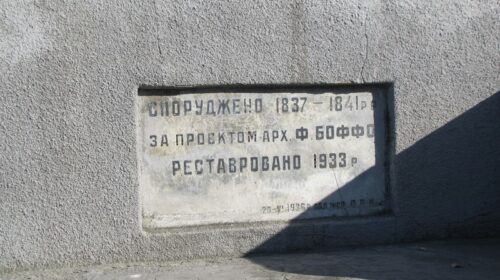 СПОРУДЖЕНО 1837 – 1841 р.
ЗА ПРОЕКТОМ АРХ. Ф. БОФФО
РЕСТАВРОВАНО 1933 р.